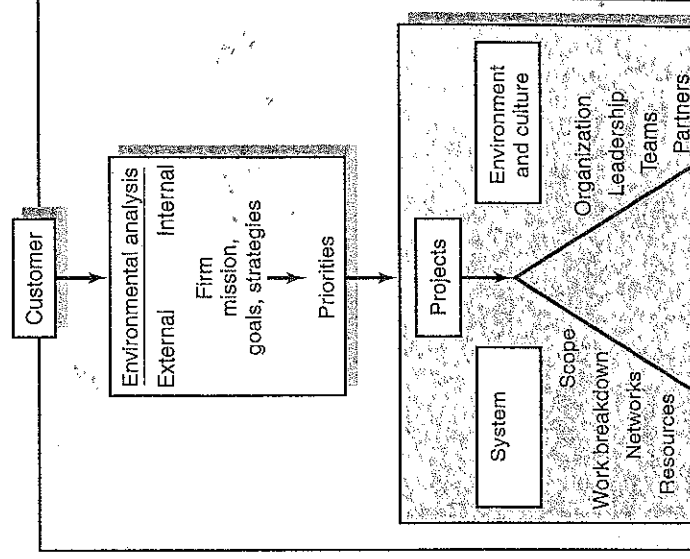 Customer
Environmental analysis
External Internal
Firm
mission,
goals, strategies
Priorities
Projects
System
Environment
and culture
Scope
Work breakdown
Networks
Resources
Organization
Leadership
Teams
Partners